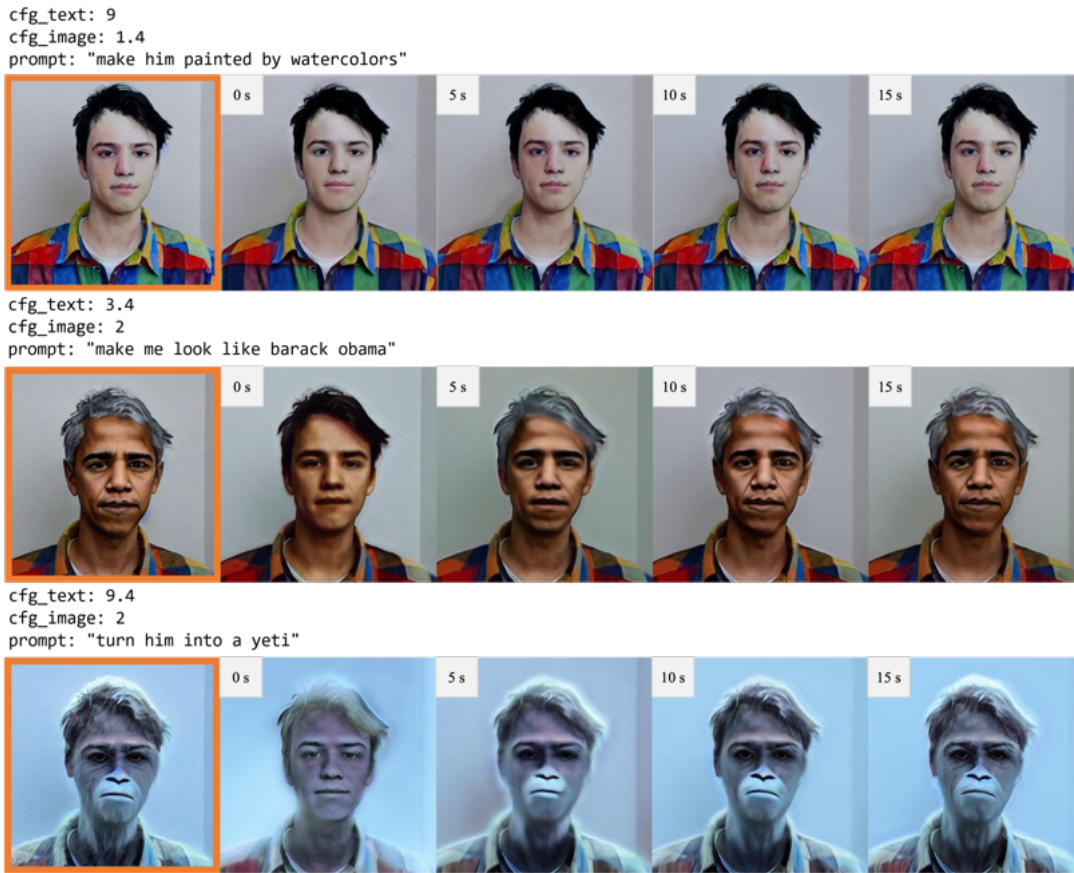 cfg_text: 9
cfg_image: 1.4
prompt: "make him painted by watercolors"
0 s
5 s
10 s
15 s
cfg_text: 3.4
cfg_image: 2
prompt: "make me look like barack obama"
0 s
5 s
10 s
15 s
cfg_text: 9.4
cfg_image: 2
prompt: "turn him into a yeti"
0 s
5 s
10 s
15 s